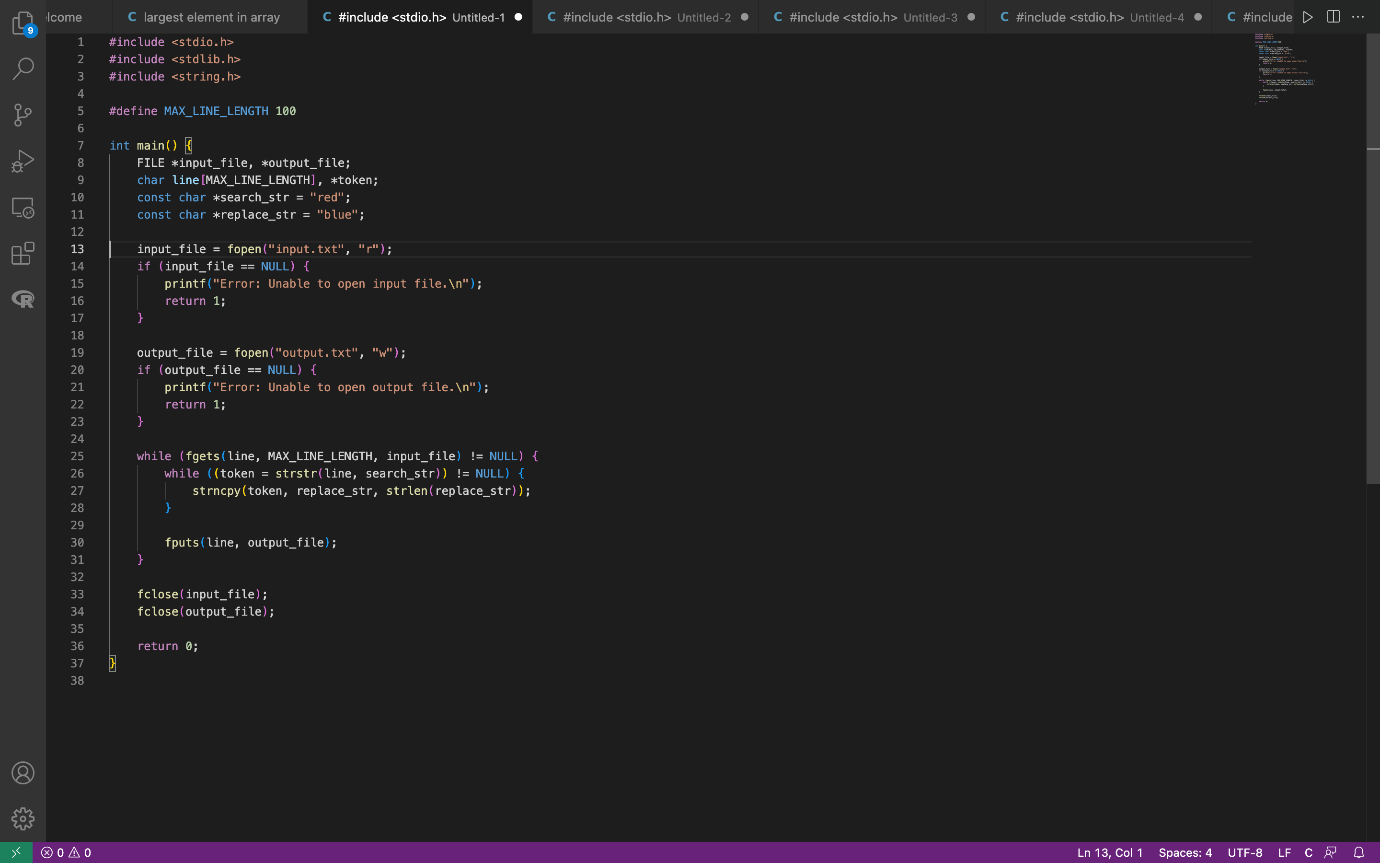 9
lcome
C largest element in array
C #include <stdio.h> Untitled-1 ●
C #include <stdio.h> Untitled-2 ●
C #include <stdio.h> Untitled-3 ●
C #include <stdio.h> Untitled-4 ●
C #include
1 #include <stdio.h>
2 #include <stdlib.h>
3 #include <string.h>
4
5 #define MAX_LINE_LENGTH 100
6
7 int main() {
8     FILE *input_file, *output_file;
9     char line[MAX_LINE_LENGTH], *token;
10     const char *search_str = "red";
11     const char *replace_str = "blue";
12
13     input_file = fopen("input.txt", "r");
14     if (input_file == NULL) {
15         printf("Error: Unable to open input file.\n");
16         return 1;
17     }
18
19     output_file = fopen("output.txt", "w");
20     if (output_file == NULL) {
21         printf("Error: Unable to open output file.\n");
22         return 1;
23     }
24
25     while (fgets(line, MAX_LINE_LENGTH, input_file) != NULL) {
26         while ((token = strstr(line, search_str)) != NULL) {
27             strncpy(token, replace_str, strlen(replace_str));
28         }
29
30         fputs(line, output_file);
31     }
32
33     fclose(input_file);
34     fclose(output_file);
35
36     return 0;
37 }
38
0 0 Ln 13, Col 1 Spaces: 4 UTF-8 LF C